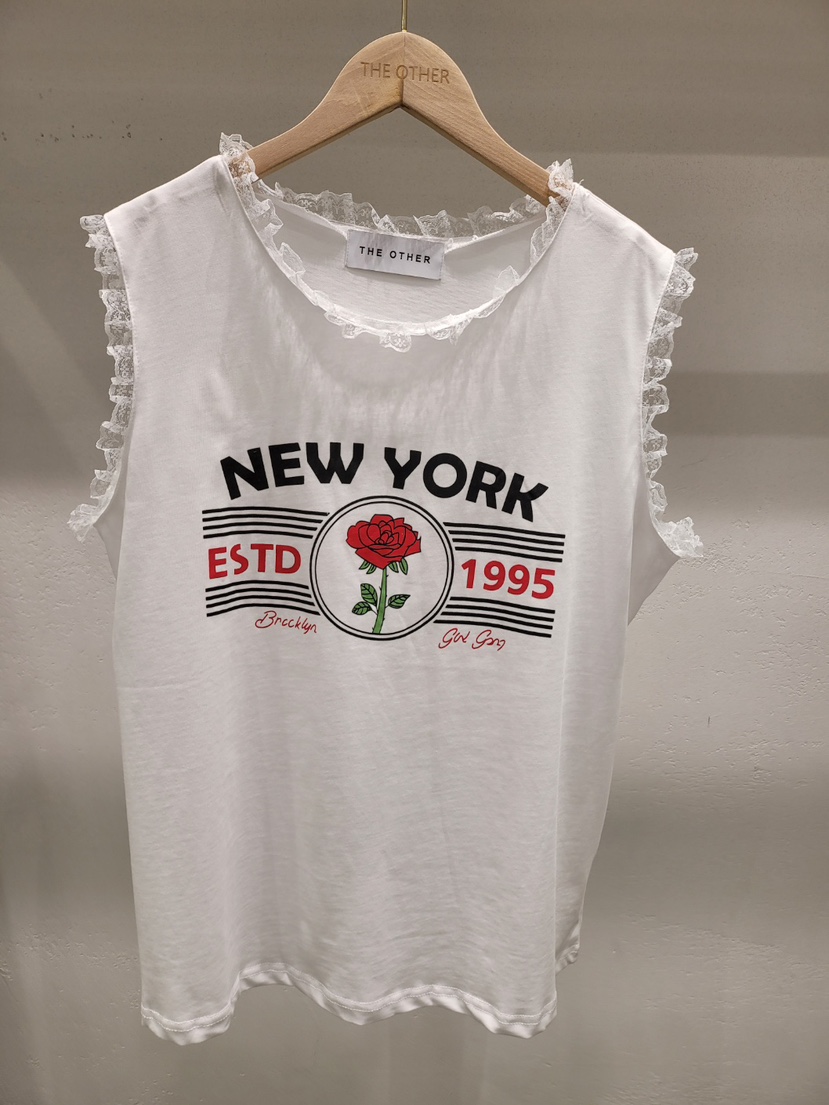 THE OTHER
THE OTHER
NEW YORK
ESTD 1995
Brooklyn Girl Gang